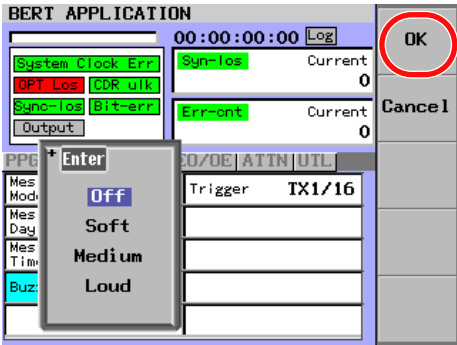 BERT APPLICATION
00:00:00:00 Log
System Clock Err
OPT Los CDR ulk
Sync-los Bit-err
Output
Syn-los Current
0
Err-cnt Current
0
PPG EO/OE ATTN UTL
Enter
Off
Soft
Medium
Loud
Mes
Mod
Mes
Day
Mes
Tim
Buz
Trigger TX1/16
OK
Cancel